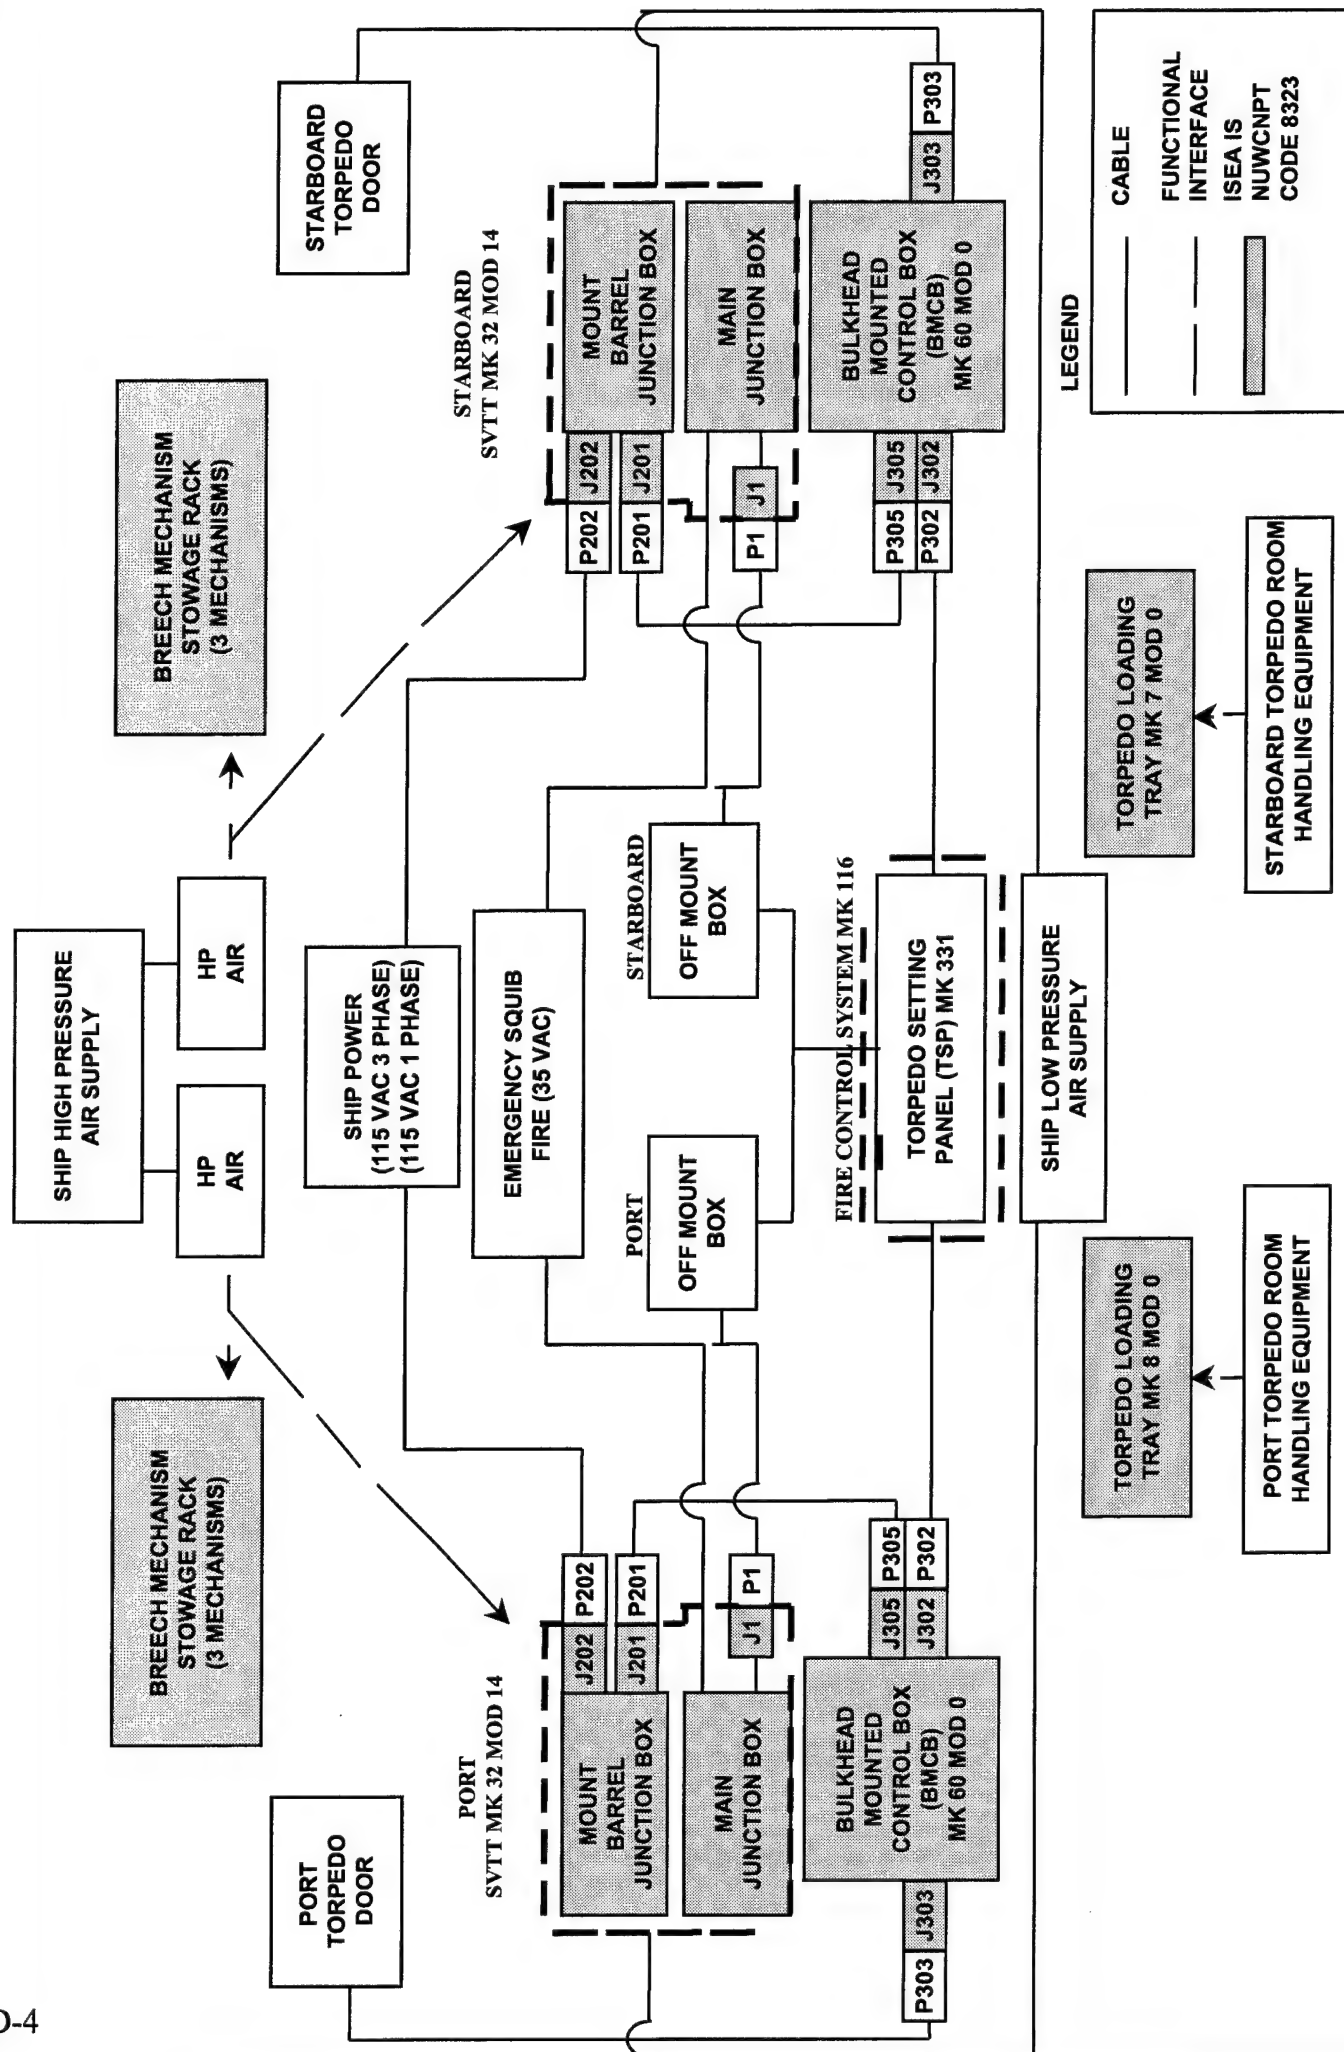 D-4
SHIP HIGH PRESSURE
AIR SUPPLY
HP
AIR
HP
AIR
BREECH MECHANISM
STOWAGE RACK
(3 MECHANISMS)
BREECH MECHANISM
STOWAGE RACK
(3 MECHANISMS)
PORT
TORPEDO
DOOR
SHIP POWER
(115 VAC 3 PHASE)
(115 VAC 1 PHASE)
STARBOARD
TORPEDO
DOOR
PORT
SVTT MK 32 MOD 14
EMERGENCY SQUIB
FIRE (35 VAC)
STARBOARD
SVTT MK 32 MOD 14
MOUNT
BARREL
JUNCTION BOX
J202
P202
J201
P201
MAIN
JUNCTION BOX
J1
P1
PORT
OFF MOUNT
BOX
STARBOARD
OFF MOUNT
BOX
P202
J202
P201
J201
MOUNT
BARREL
JUNCTION BOX
P1
J1
MAIN
JUNCTION BOX
P303
J303
BULKHEAD
MOUNTED
CONTROL BOX
(BMCB)
MK 60 MOD 0
J305
P305
J302
P302
FIRE CONTROL SYSTEM MK 116
TORPEDO SETTING
PANEL (TSP) MK 331
P305
J305
P302
J302
BULKHEAD
MOUNTED
CONTROL BOX
(BMCB)
MK 60 MOD 0
J303
P303
SHIP LOW PRESSURE
AIR SUPPLY
TORPEDO LOADING
TRAY MK 8 MOD 0
PORT TORPEDO ROOM
HANDLING EQUIPMENT
TORPEDO LOADING
TRAY MK 7 MOD 0
STARBOARD TORPEDO ROOM
HANDLING EQUIPMENT
LEGEND
CABLE
FUNCTIONAL
INTERFACE
ISEA IS
NUWCNPT
CODE 8323